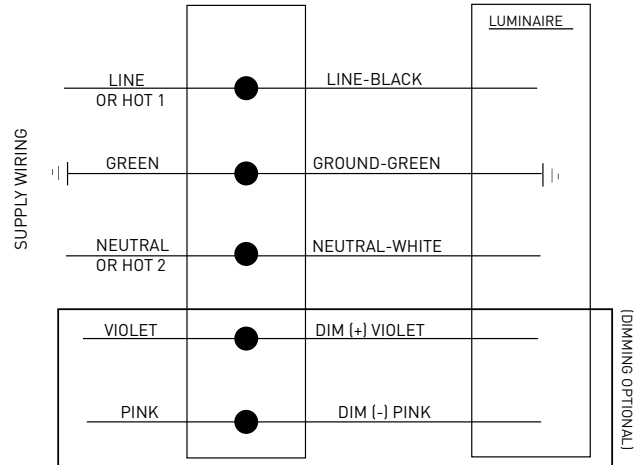 LUMINAIRE
LINE
OR HOT 1
LINE-BLACK
GREEN
GROUND-GREEN
SUPPLY WIRING
NEUTRAL
OR HOT 2
NEUTRAL-WHITE
VIOLET
DIM (+) VIOLET
(DIMMING OPTIONAL)
PINK
DIM (-) PINK